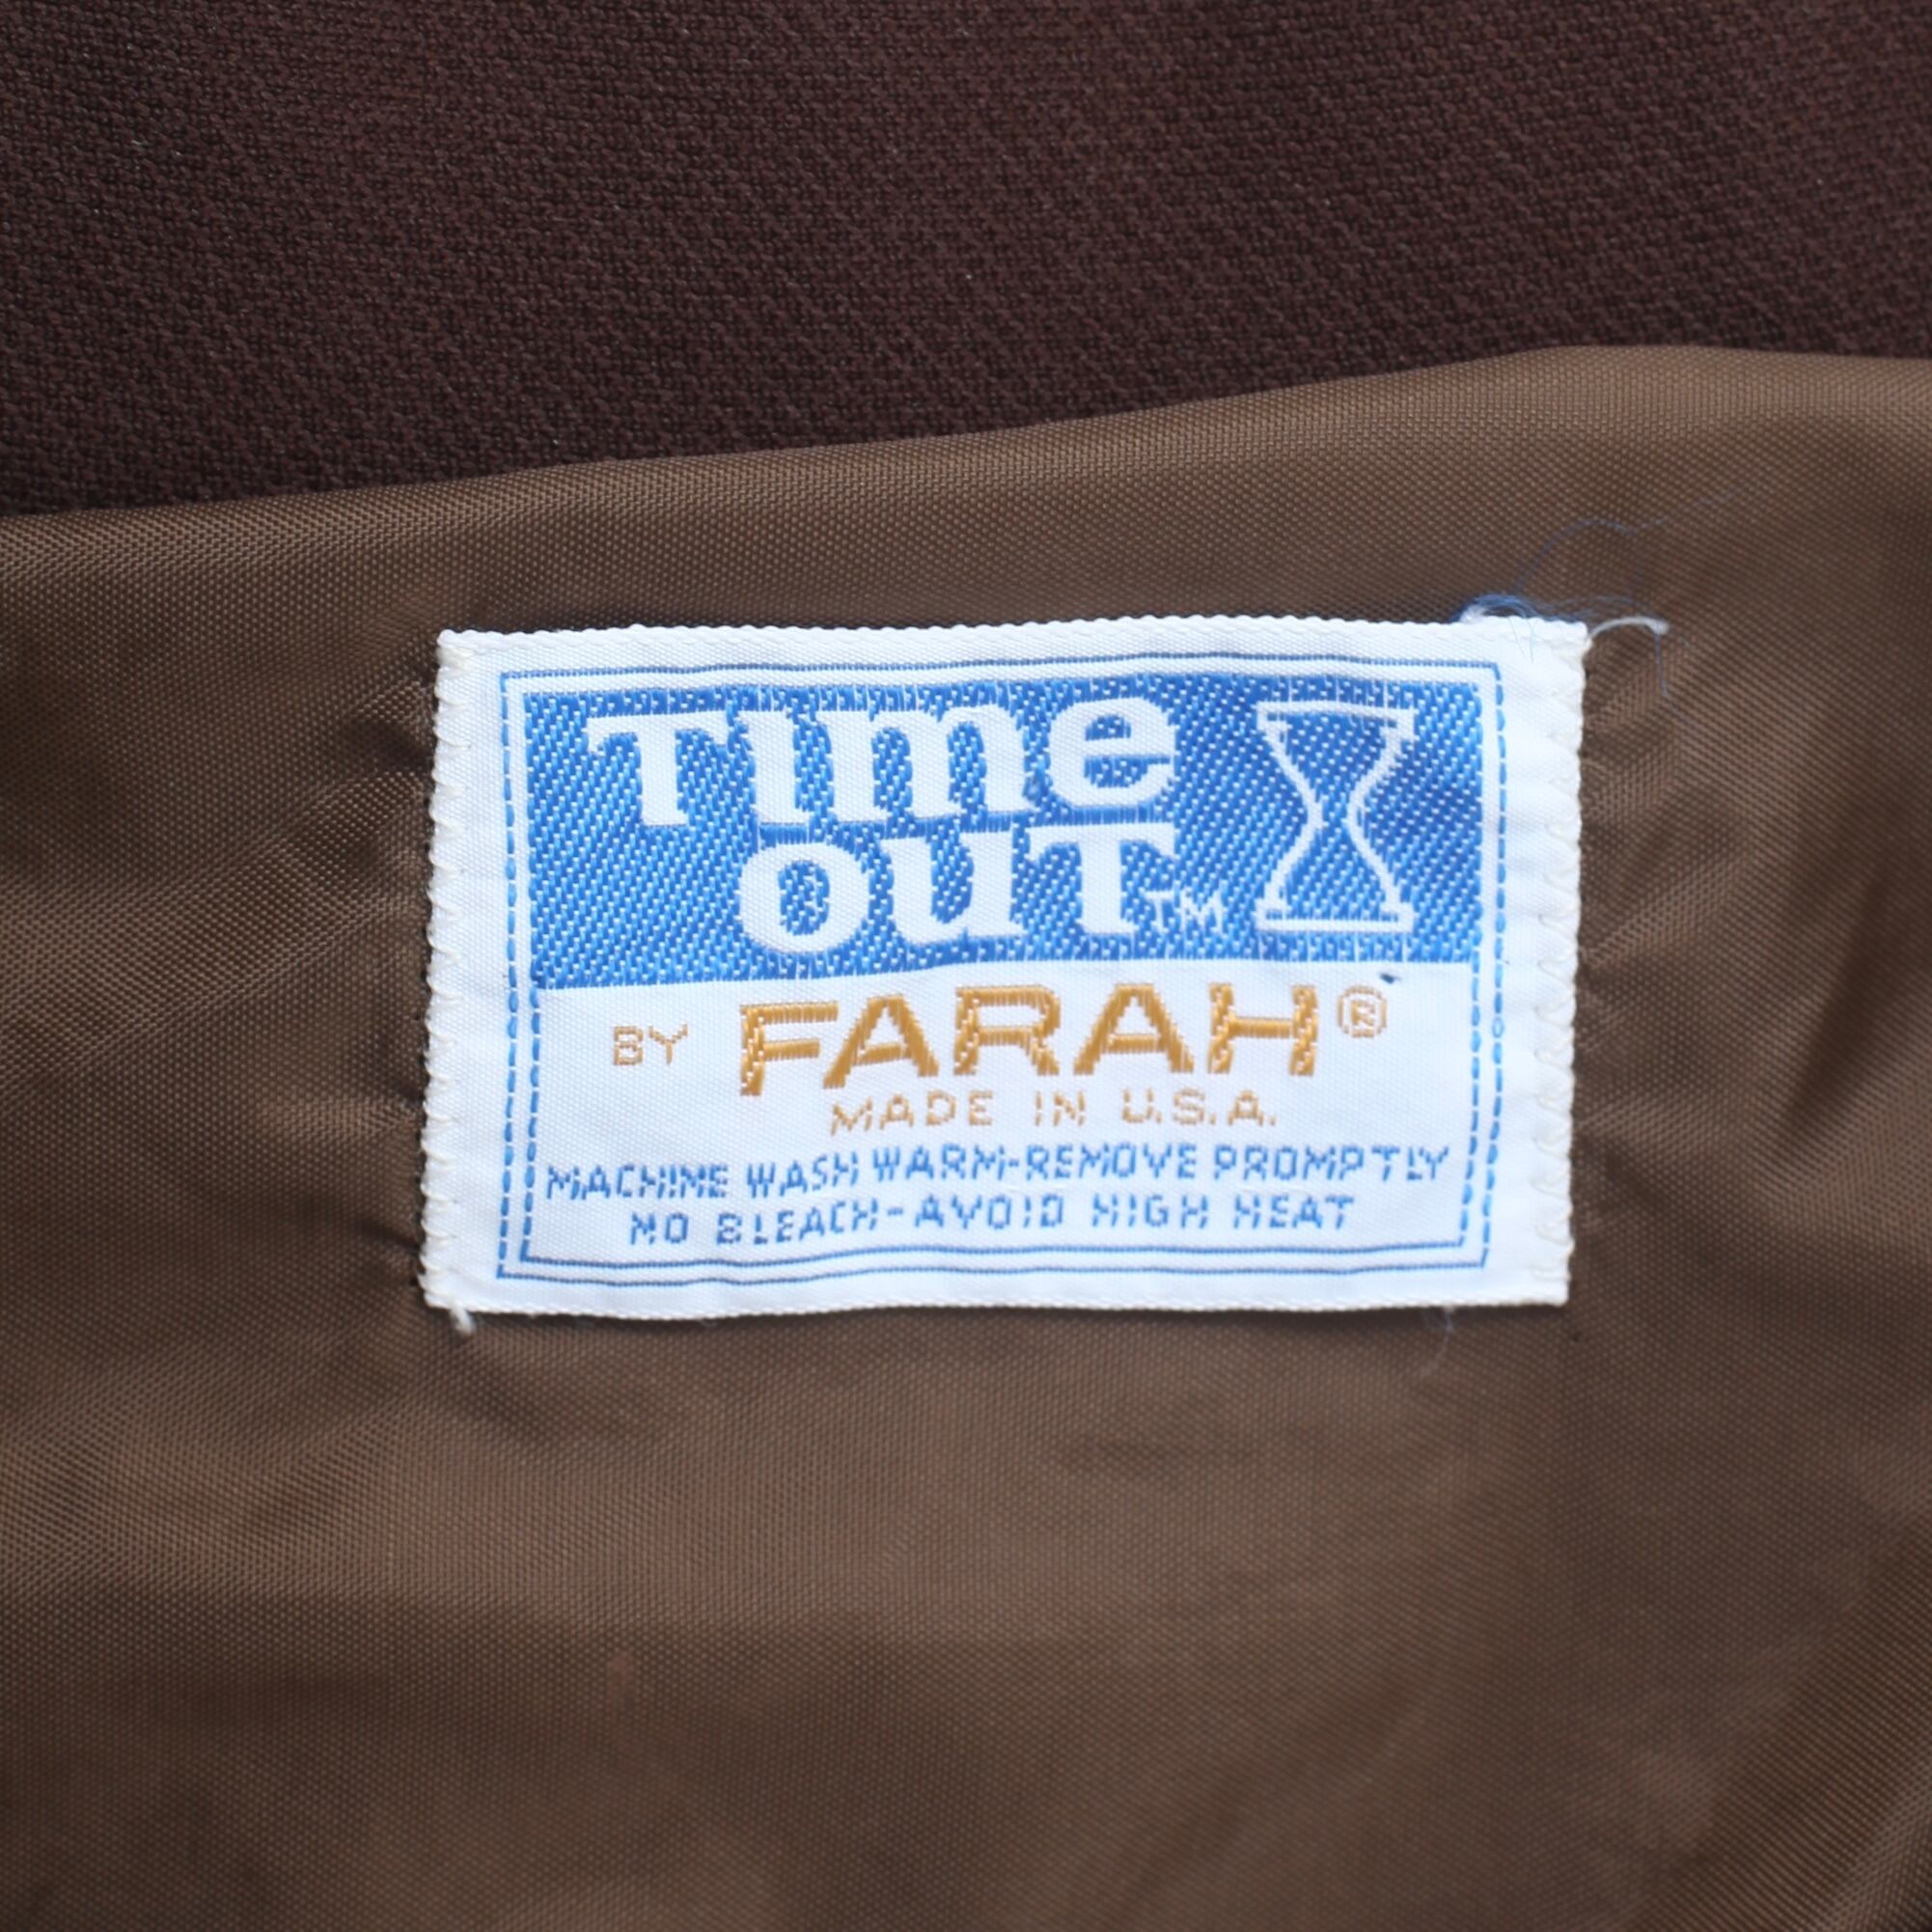 Time
OUT™
BY FARAH®
MADE IN U.S.A.
MACHINE WASH WARM-REMOVE PROMPTLY
NO BLEACH-AVOID HIGH HEAT